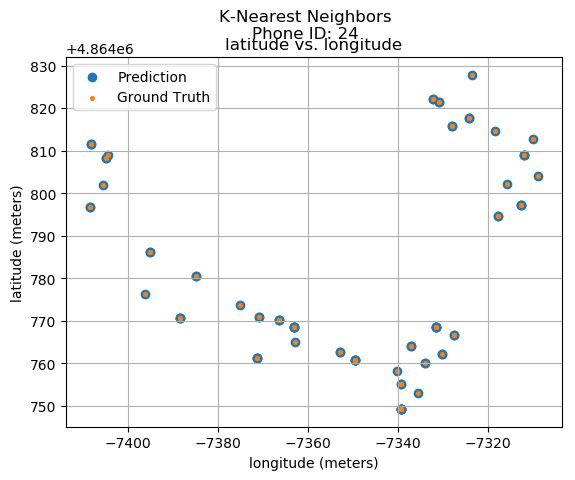 K-Nearest Neighbors
Phone ID: 24
latitude vs. longitude
+4.864e6
Prediction
Ground Truth
830
820
810
800
790
780
770
760
750
latitude (meters)
−7400
−7380
−7360
−7340
−7320
longitude (meters)